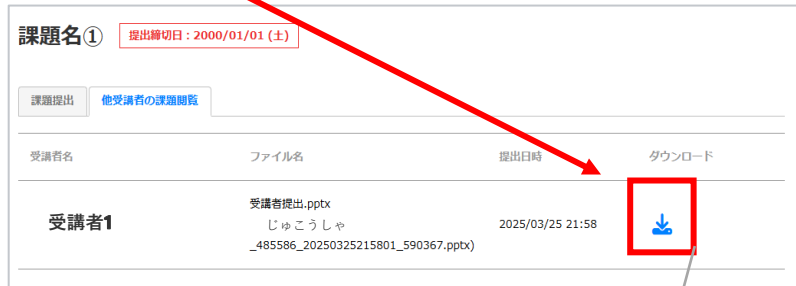 課題名①
提出締切日：2000/01/01 (土)
課題提出 他受講者の課題閲覧
受講者名 ファイル名 提出日時 ダウンロード
受講者1
受講者提出.pptx
じゅこうしゃ
_485586_20250325215801_590367.pptx)
2025/03/25 21:58